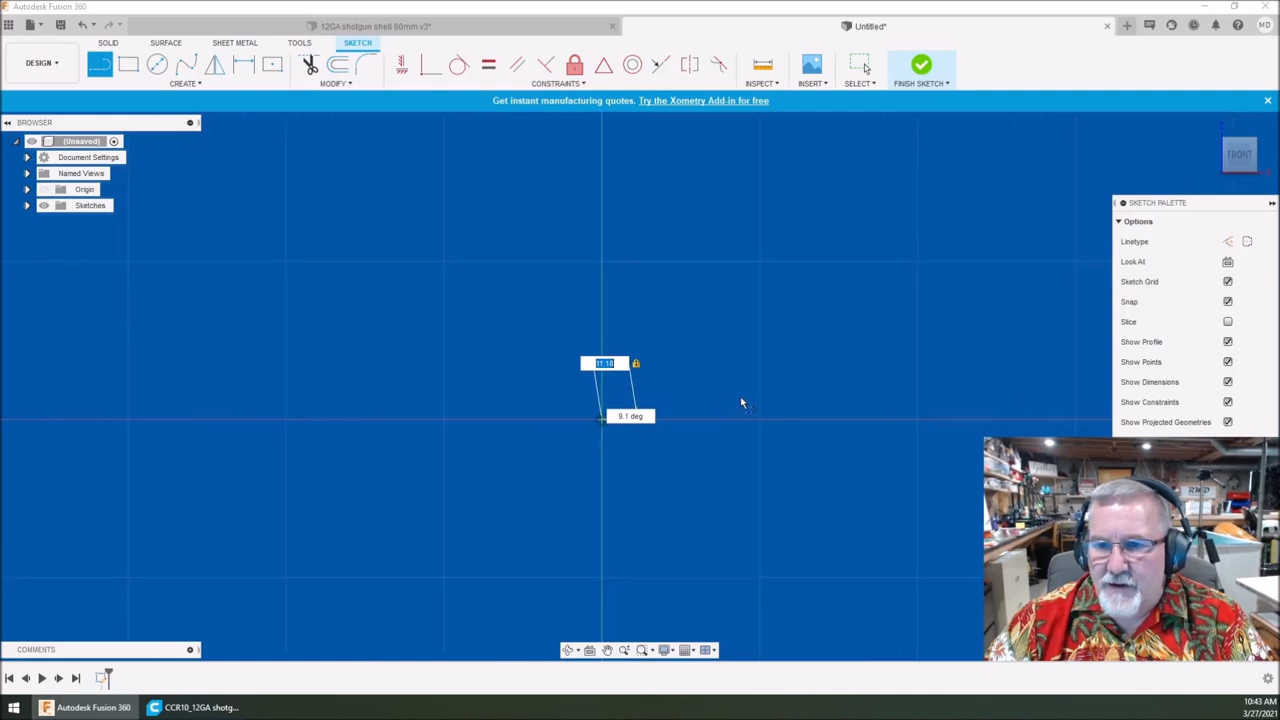 Autodesk Fusion 360
12GA shotgun shell 60mm v3*
Untitled*
MD
DESIGN
SOLID SURFACE SHEET METAL TOOLS SKETCH
CREATE MODIFY CONSTRAINTS INSPECT INSERT SELECT FINISH SKETCH
Get instant manufacturing quotes. Try the Xometry Add-in for free
BROWSER
(Unsaved)
Document Settings
Named Views
Origin
Sketches
FRONT
SKETCH PALETTE
Options
Linetype
Look At
Sketch Grid
Snap
Slice
Show Profile
Show Points
Show Dimensions
Show Constraints
Show Projected Geometries
11.18
9.1 deg
COMMENTS
Autodesk Fusion 360
CCR10_12GA shotg...
10:43 AM
3/27/2021